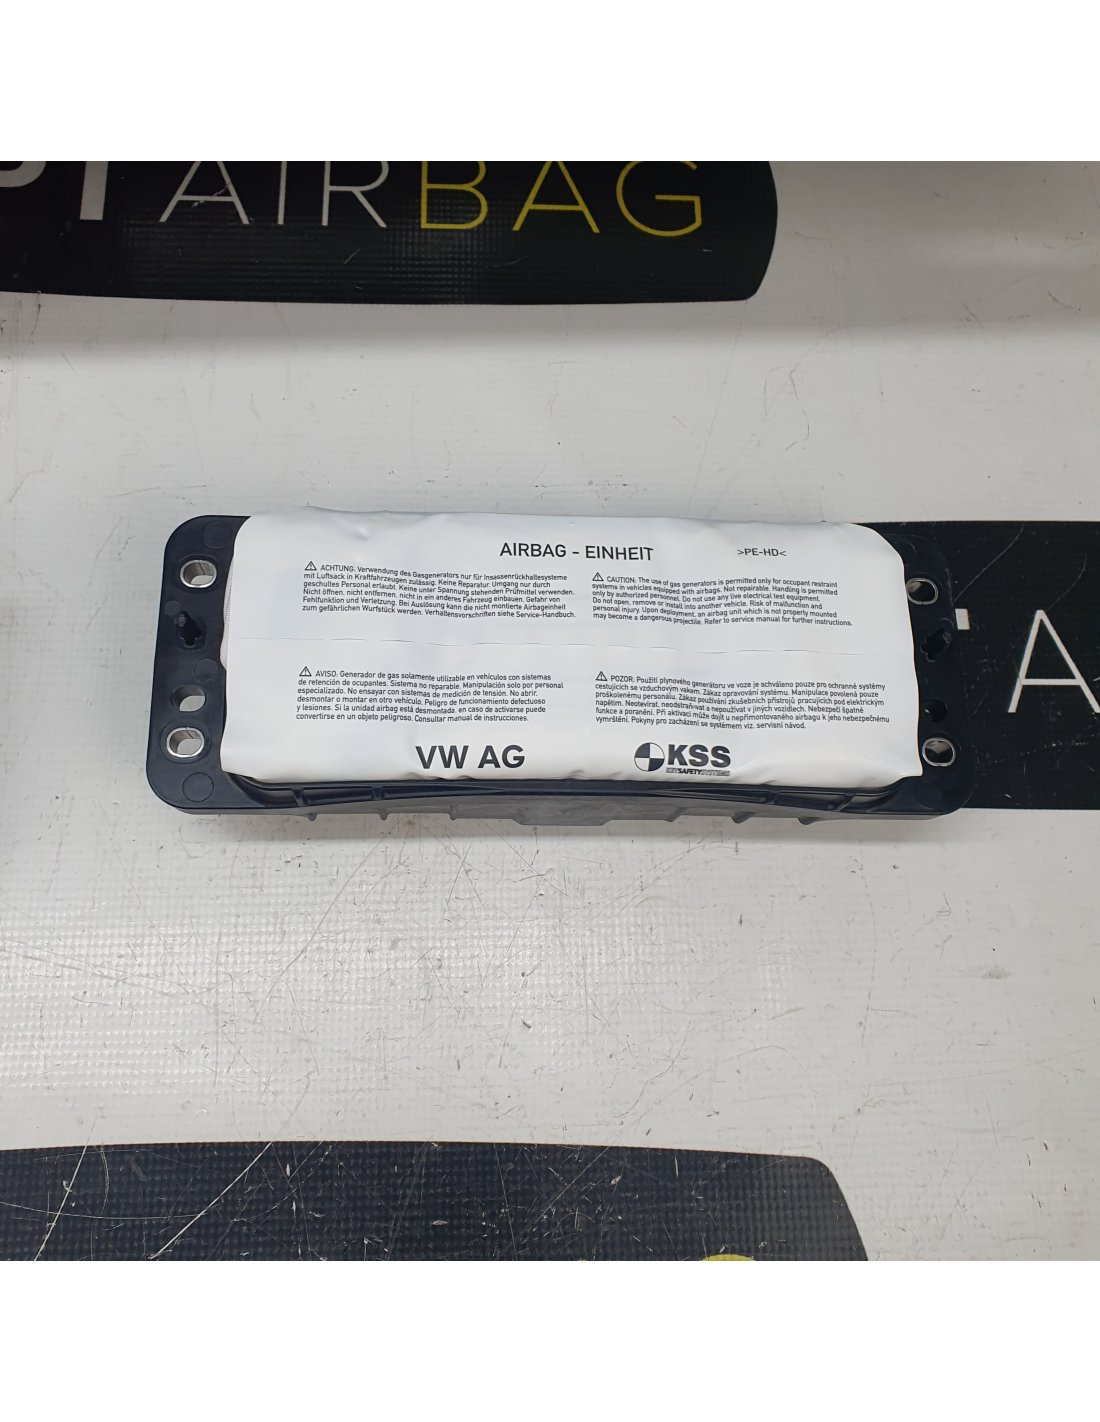 AIRBAG
AIRBAG - EINHEIT
>PE-HD<
⚠ ACHTUNG: Verwendung des Gasgenerators nur für Insassenrückhaltesysteme
mit Luftsack in Kraftfahrzeugen zulässig. Keine Reparatur. Umgang nur durch
geschultes Personal erlaubt. Keine unter Spannung stehenden Prüfmittel verwenden.
Nicht öffnen, nicht entfernen, nicht in ein anderes Fahrzeug einbauen. Gefahr von
Fehlfunktion und Verletzung. Bei Auslösung kann die nicht montierte Airbageinheit
zum gefährlichen Wurfstück werden. Verhaltensvorschriften siehe Service-Handbuch.
⚠ CAUTION: The use of gas generators is permitted only for occupant restraint
systems in vehicles equipped with airbags. Not repairable. Handling is permitted
only by authorized personnel. Do not use any live electrical test equipment.
Do not open, remove or install into another vehicle. Risk of malfunction and
personal injury. Upon deployment, an airbag unit which is not properly mounted
may become a dangerous projectile. Refer to service manual for further instructions.
⚠ AVISO: Generador de gas solamente utilizable en vehículos con sistemas
de retención de ocupantes. Sistema no reparable. Manipulación solo por personal
especializado. No ensayar con sistemas de medición de tensión. No abrir,
desmontar o montar en otro vehículo. Peligro de funcionamiento defectuoso
y lesiones. Si la unidad airbag está desmontada, en caso de activarse puede
convertirse en un objeto peligroso. Consultar manual de instrucciones.
⚠ POZOR: Použití plynového generátoru ve voze je schváleno pouze pro ochranné systémy
cestujících se vzduchovým vakem. Zákaz opravování systému. Manipulace povolená pouze
proškolenému personálu. Zákaz používání zkušebních přístrojů pracujících pod elektrickým
napětím. Neotevírat, neodstraňovat a nepoužívat v jiných vozidlech. Nebezpečí špatné
funkce a poranění. Při aktivaci může dojít u nepřimontovaného airbagu k jeho nebezpečnému
vymrštění. Pokyny pro zacházení se systémem viz. servisní návod.
VW AG
KSS
KEYSAFETYSYSTEMS